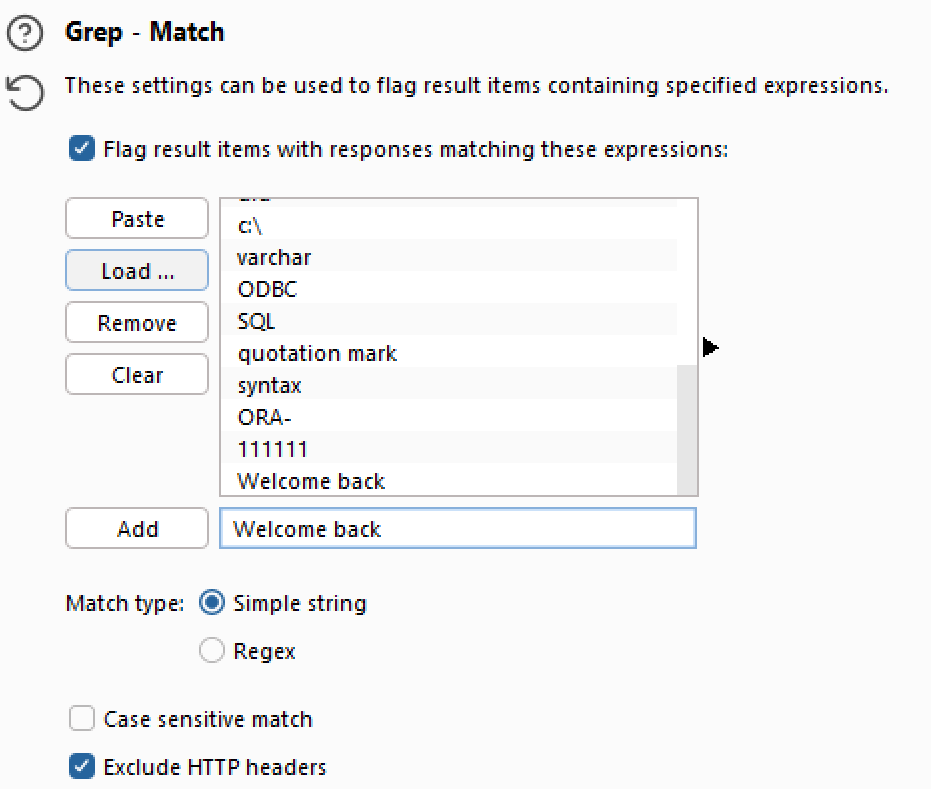 Grep - Match
These settings can be used to flag result items containing specified expressions.
Flag result items with responses matching these expressions:
Paste
Load ...
Remove
Clear
c:\
varchar
ODBC
SQL
quotation mark
syntax
ORA-
111111
Welcome back
Add
Welcome back
Match type:
Simple string
Regex
Case sensitive match
Exclude HTTP headers